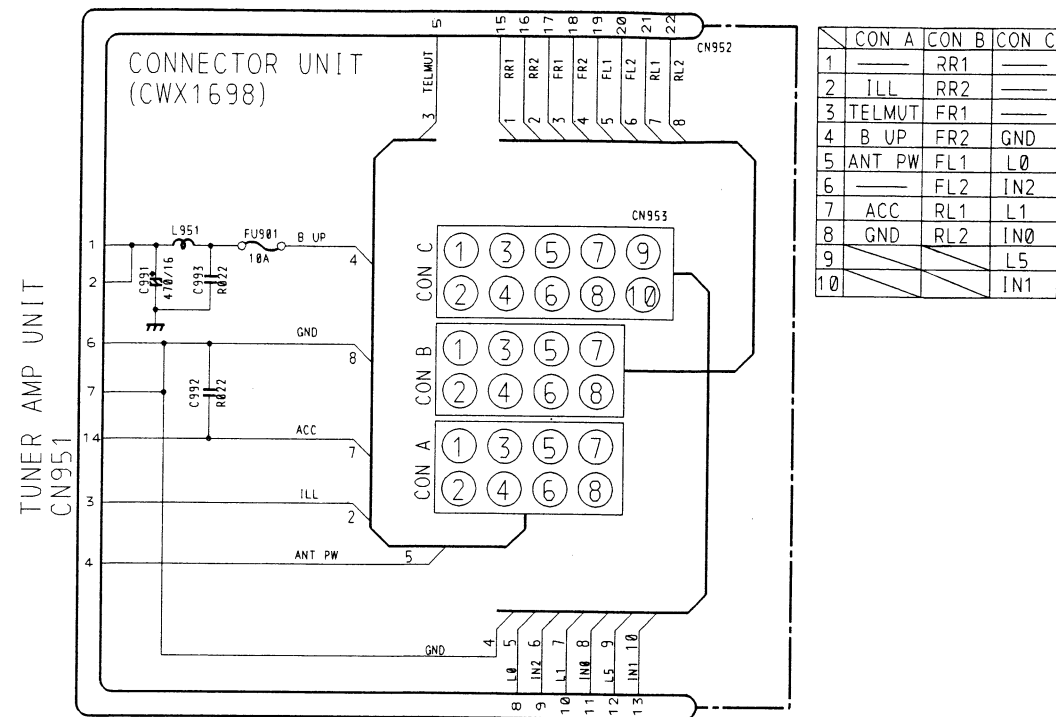 5
15 16 17 18 19 20 21 22
CN952
CONNECTOR UNIT
(CWX1698)
TELMUT
RR1 RR2 FR1 FR2 FL1 FL2 RL1 RL2
3
1 2 3 4 5 6 7 8
TUNER AMP UNIT
CN951
1
L951
FU901
10A
B UP
4
2
C991
470/16
C993
R022
6
GND
8
7
C992
R022
14
ACC
7
3
ILL
2
4
ANT PW
5
CN953
CON C
1 3 5 7 9
2 4 6 8 10
CON B
1 3 5 7
2 4 6 8
CON A
1 3 5 7
2 4 6 8
GND
4 5 6 7 8 9 10
L0 IN2 L1 IN0 L5 IN1
8 9 10 11 12 13
CON A CON B CON C
1 — RR1 —
2 ILL RR2 —
3 TELMUT FR1 —
4 B UP FR2 GND
5 ANT PW FL1 L0
6 — FL2 IN2
7 ACC RL1 L1
8 GND RL2 IN0
9 L5
10 IN1